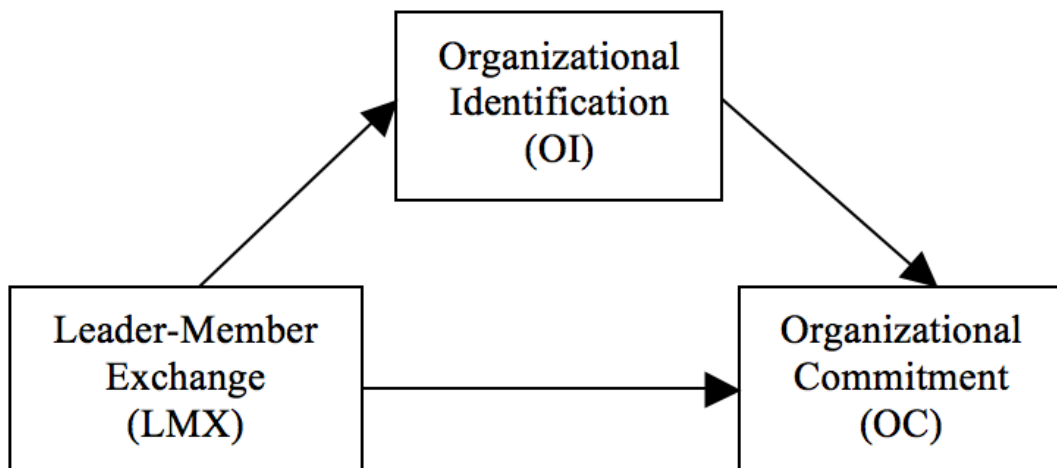 Organizational
Identification
(OI)
Leader-Member
Exchange
(LMX)
Organizational
Commitment
(OC)